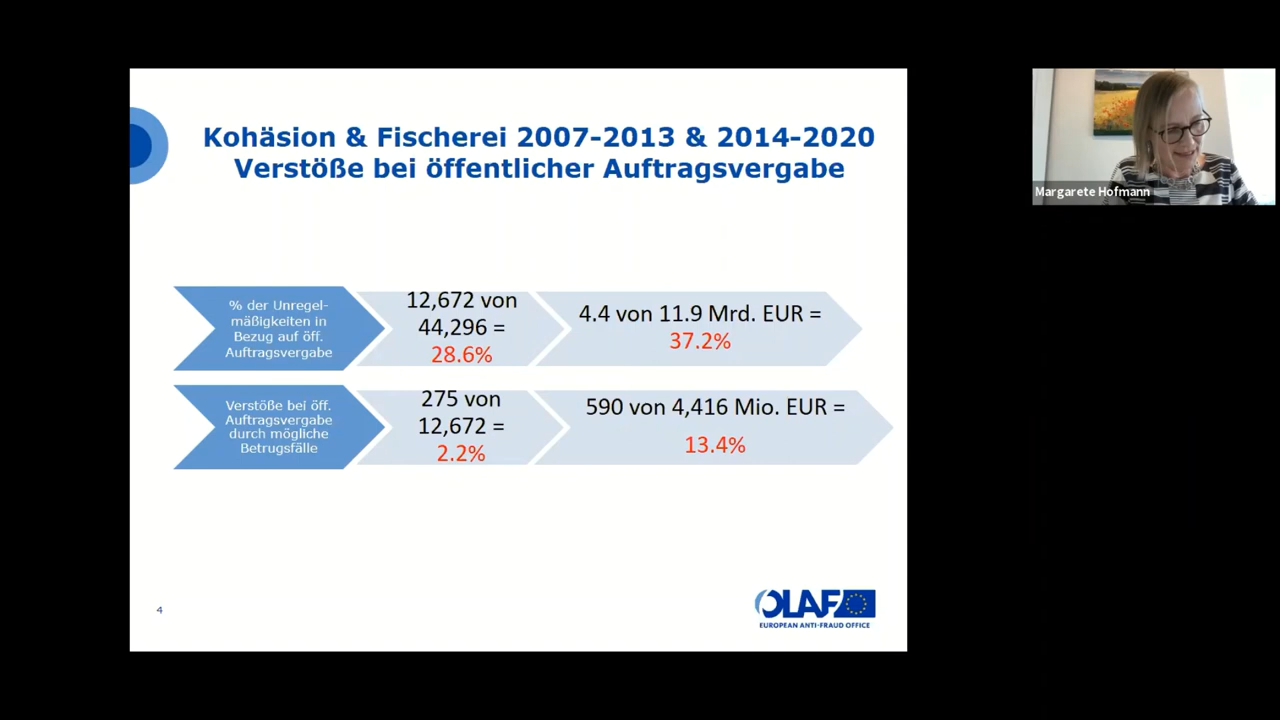 Kohäsion & Fischerei 2007-2013 & 2014-2020
Verstöße bei öffentlicher Auftragsvergabe
% der Unregel-
mäßigkeiten in
Bezug auf öff.
Auftragsvergabe
12,672 von
44,296 =
28.6%
4.4 von 11.9 Mrd. EUR =
37.2%
Verstöße bei öff.
Auftragsvergabe
durch mögliche
Betrugsfälle
275 von
12,672 =
2.2%
590 von 4,416 Mio. EUR =
13.4%
4
OLAF
EUROPEAN ANTI-FRAUD OFFICE
Margarete Hofmann